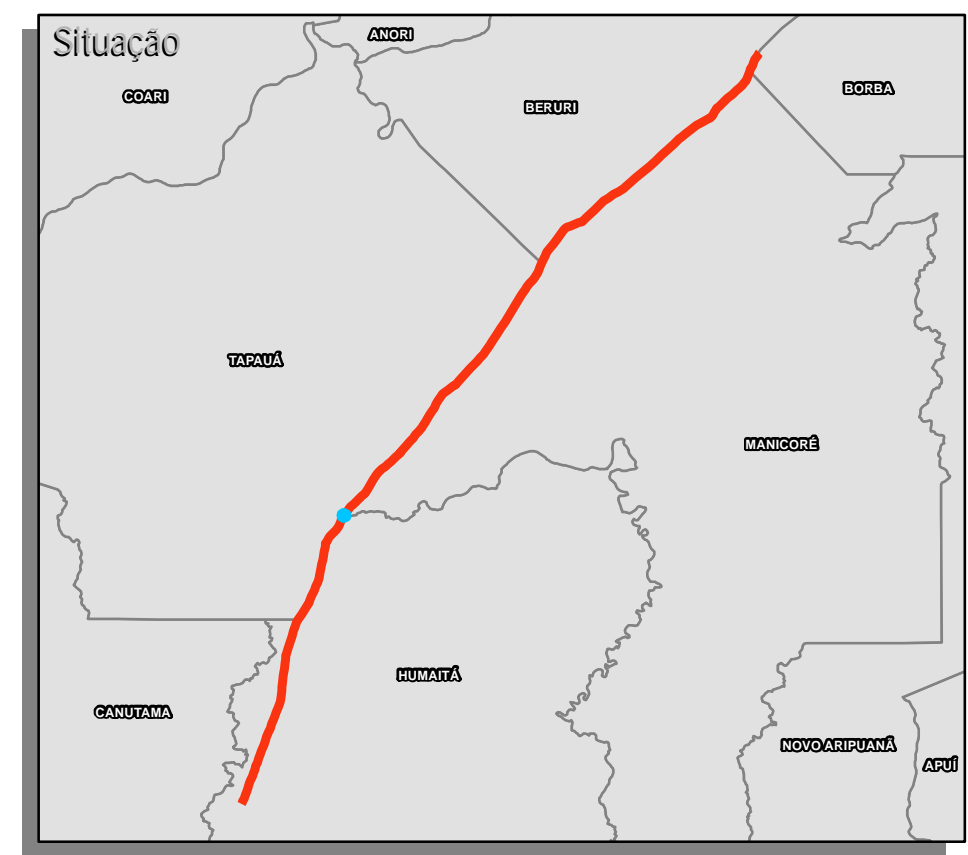 Situação
ANORI
COARI
BORBA
BERURI
TAPAUÁ
MANICORÉ
HUMAITÁ
CANUTAMA
NOVO ARIPUANÃ
APUÍ